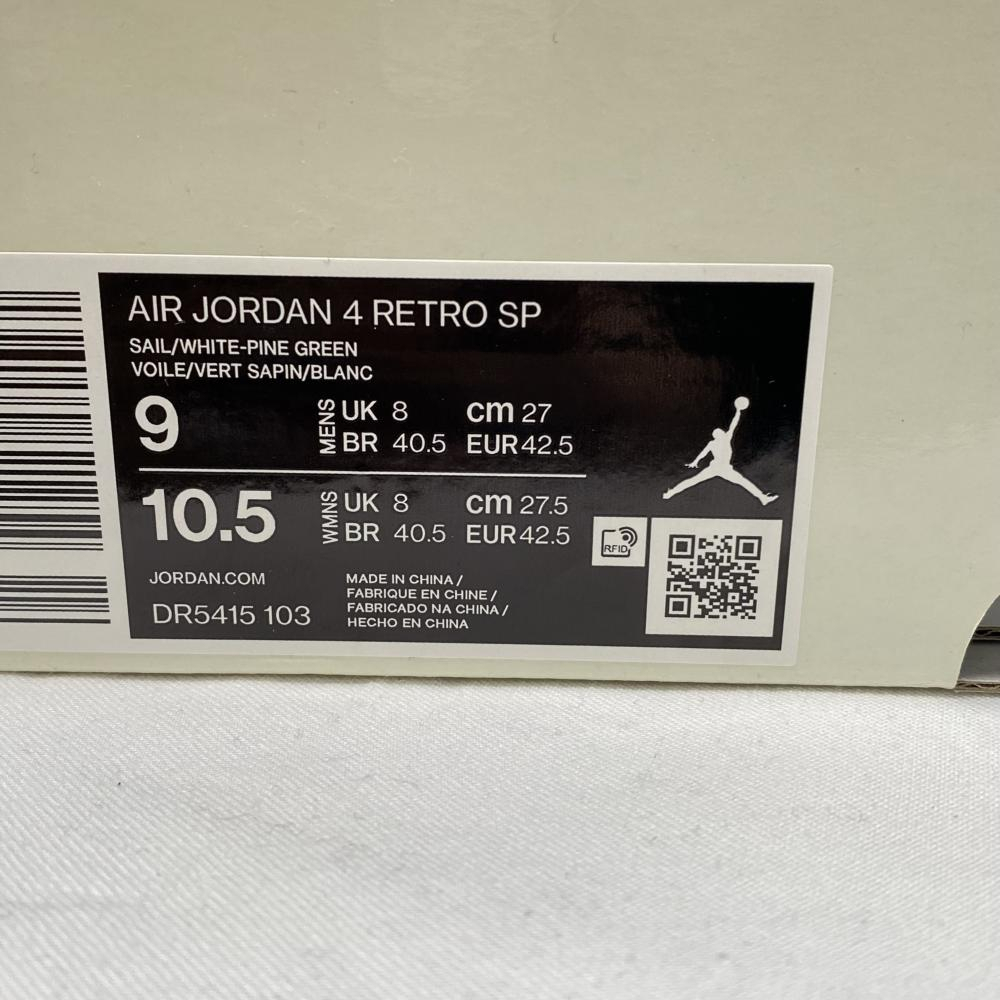 AIR JORDAN 4 RETRO SP
SAIL/WHITE-PINE GREEN
VOILE/VERT SAPIN/BLANC
9 MENS UK 8 cm 27
BR 40.5 EUR 42.5
10.5 WMNS UK 8 cm 27.5
BR 40.5 EUR 42.5
RFID
JORDAN.COM
DR5415 103
MADE IN CHINA /
FABRIQUE EN CHINE /
FABRICADO NA CHINA /
HECHO EN CHINA